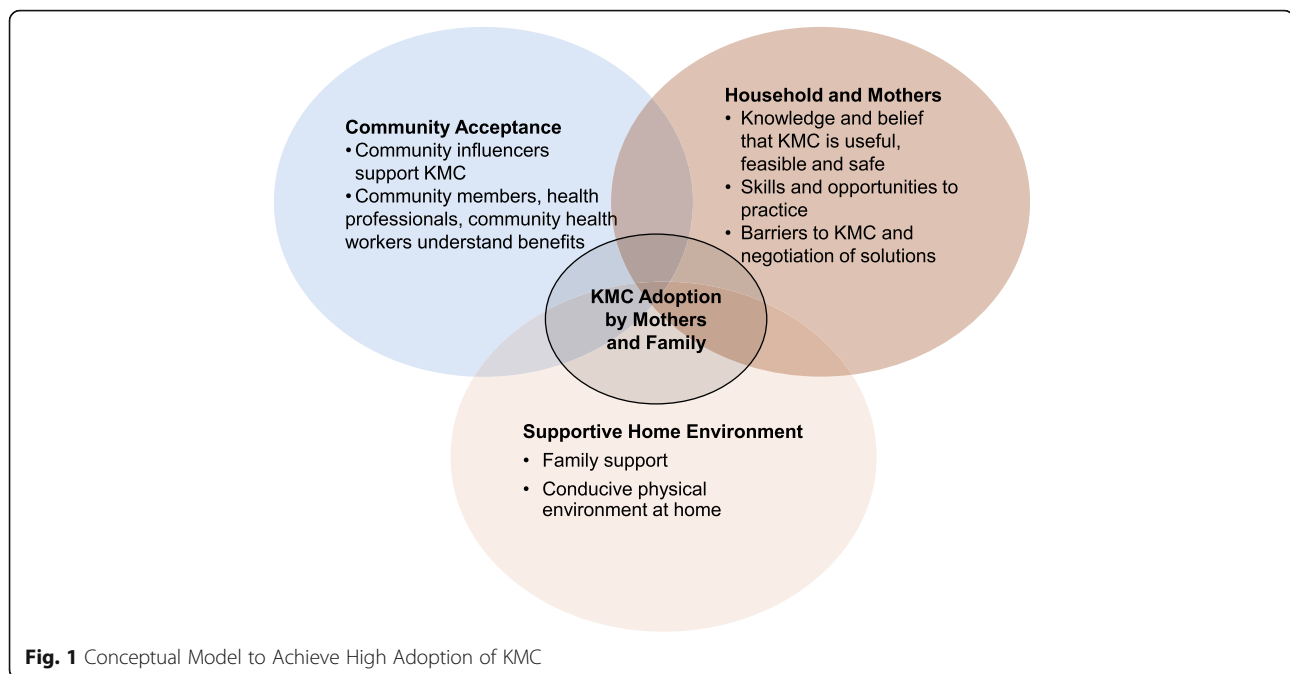 Community Acceptance
• Community influencers
support KMC
• Community members, health
professionals, community health
workers understand benefits
Household and Mothers
• Knowledge and belief
that KMC is useful,
feasible and safe
• Skills and opportunities to
practice
• Barriers to KMC and
negotiation of solutions
KMC Adoption
by Mothers
and Family
Supportive Home Environment
• Family support
• Conducive physical
environment at home
Fig. 1 Conceptual Model to Achieve High Adoption of KMC